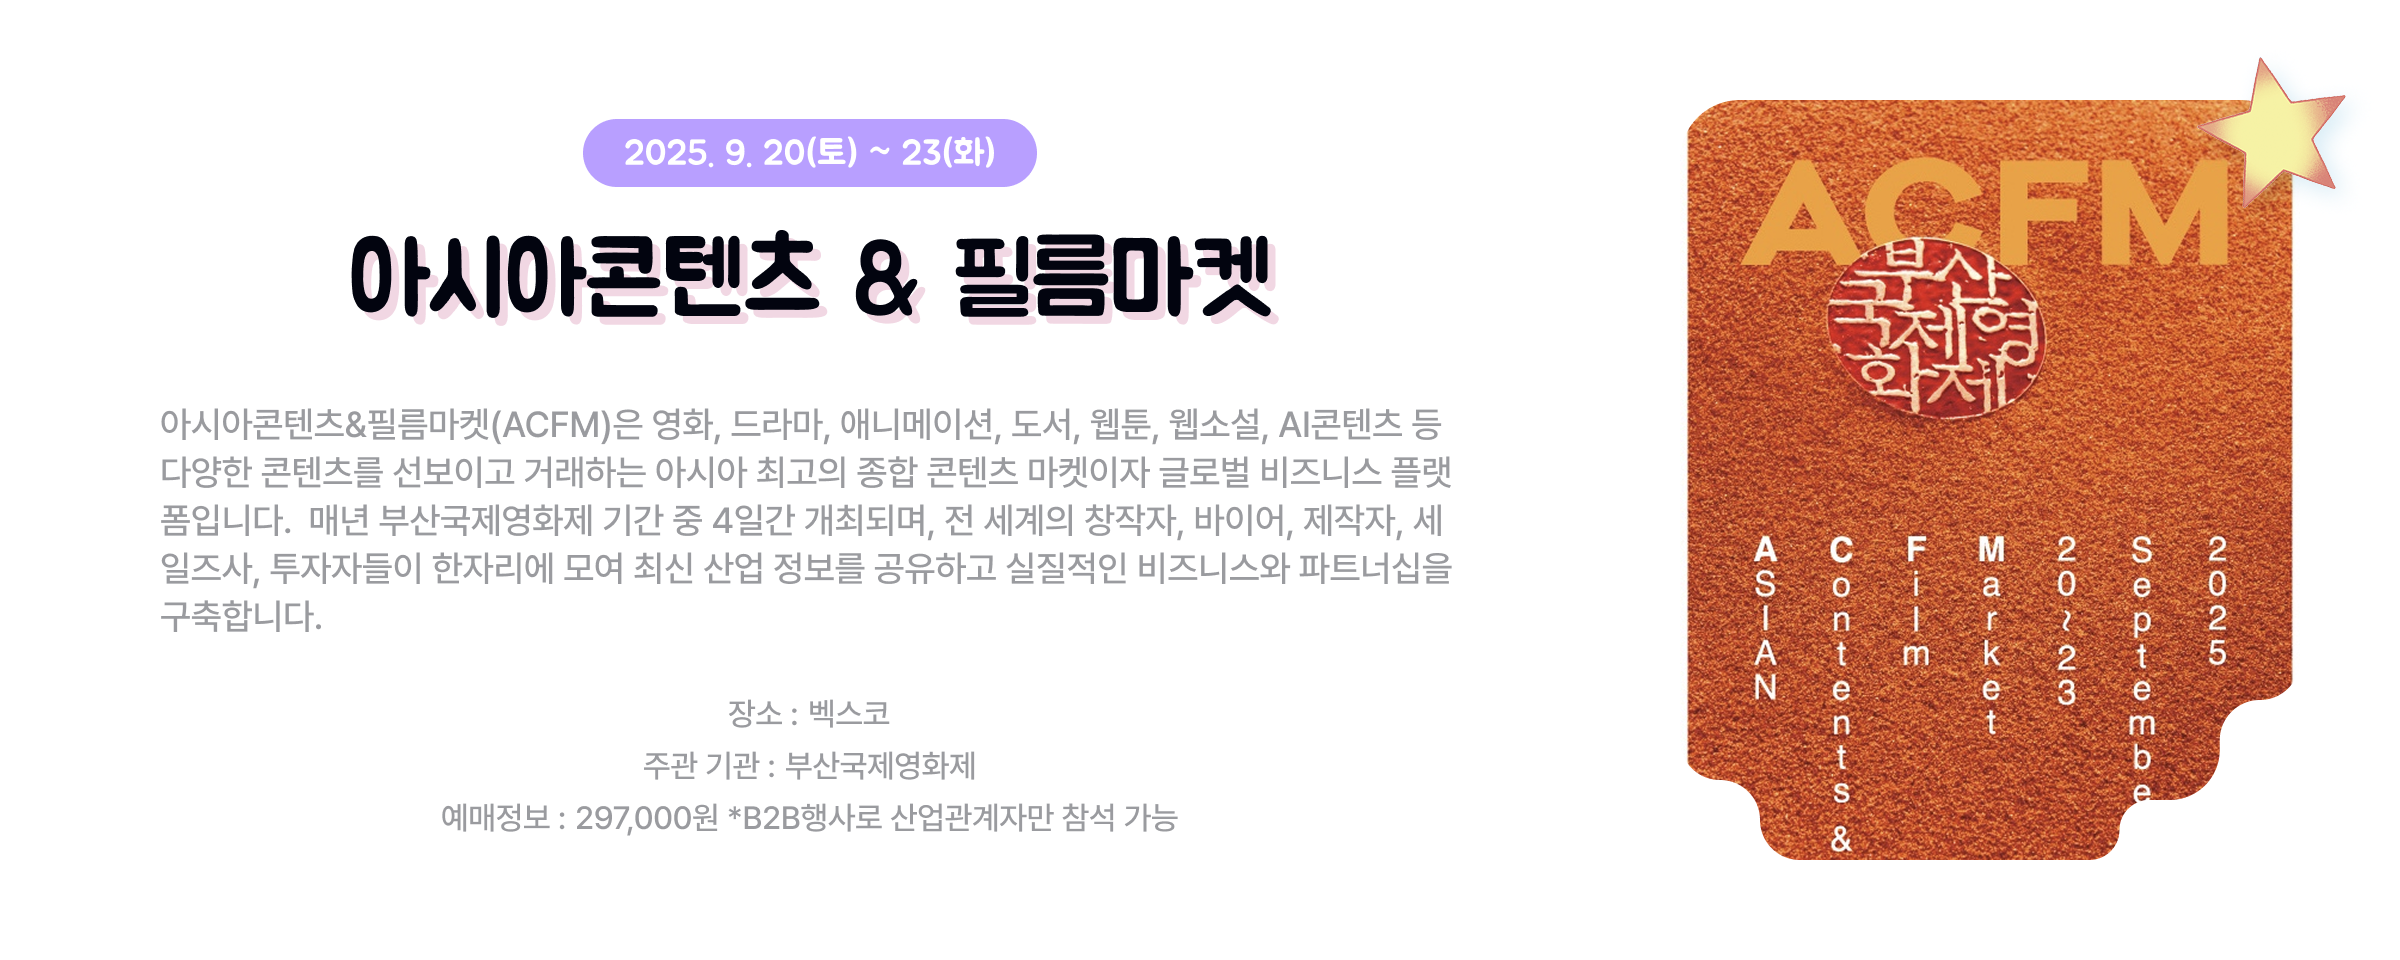 2025. 9. 20(토) ~ 23(화)
아시아콘텐츠 & 필름마켓
아시아콘텐츠&필름마켓(ACFM)은 영화, 드라마, 애니메이션, 도서, 웹툰, 웹소설, AI콘텐츠 등
다양한 콘텐츠를 선보이고 거래하는 아시아 최고의 종합 콘텐츠 마켓이자 글로벌 비즈니스 플랫
폼입니다. 매년 부산국제영화제 기간 중 4일간 개최되며, 전 세계의 창작자, 바이어, 제작자, 세
일즈사, 투자자들이 한자리에 모여 최신 산업 정보를 공유하고 실질적인 비즈니스와 파트너십을
구축합니다.
장소 : 벡스코
주관 기관 : 부산국제영화제
예매정보 : 297,000원 *B2B행사로 산업관계자만 참석 가능
ACFM
부산
국제영
화제
ASIAN
Contents &
Film
Market
20~23
Septembe
2025